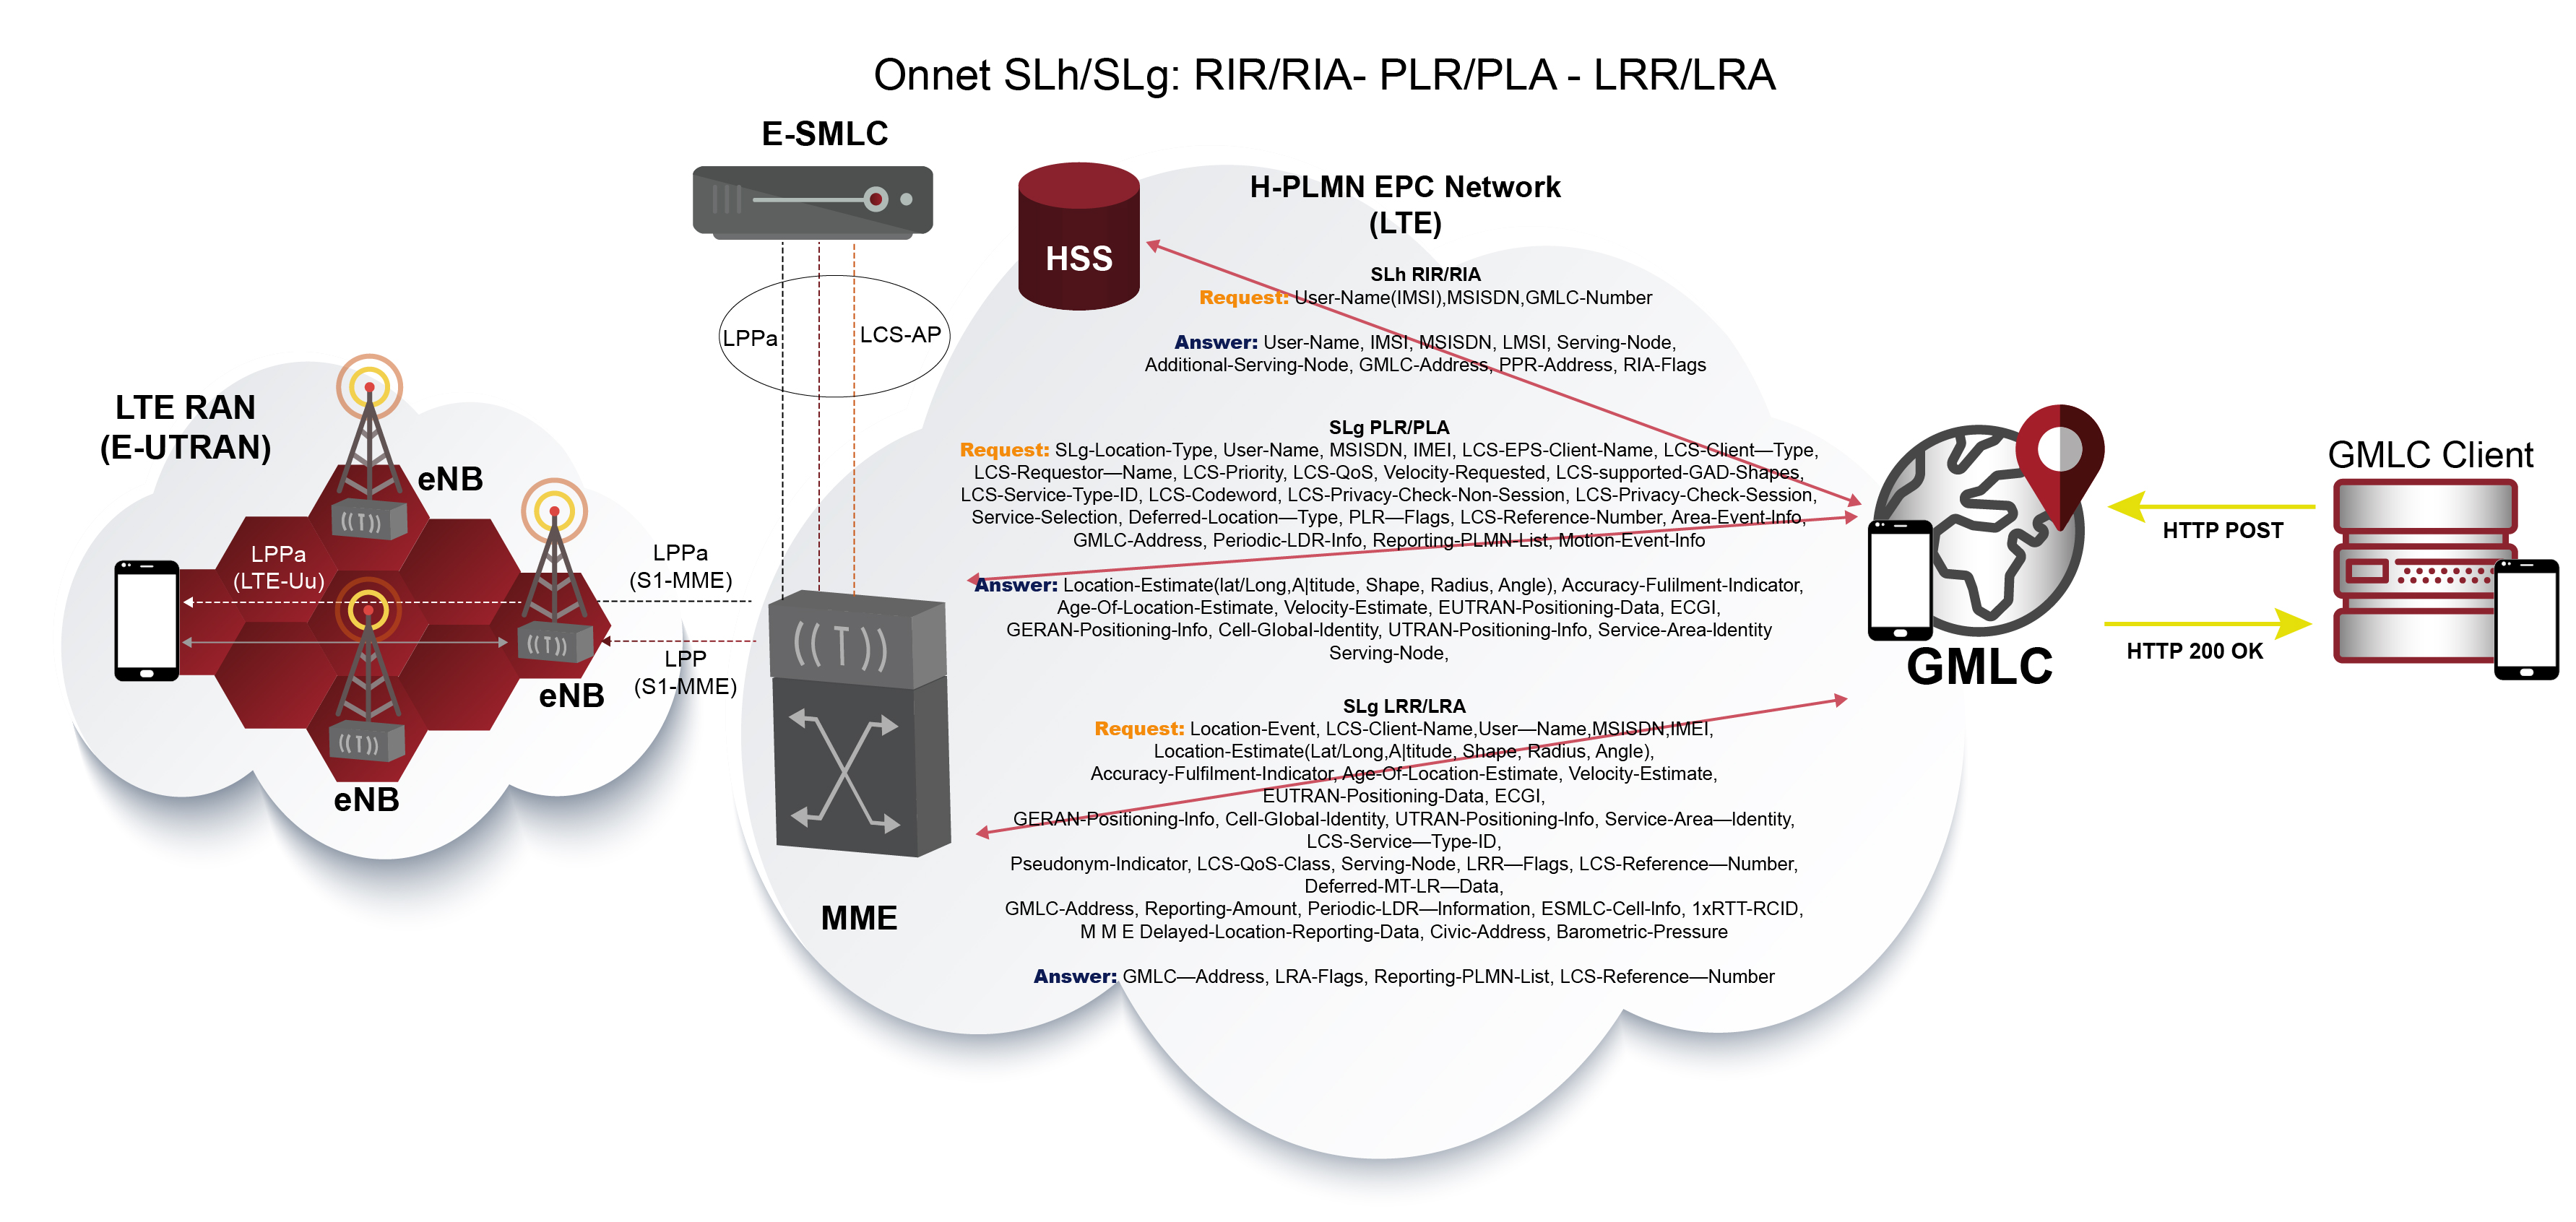 Onnet SLh/SLg: RIR/RIA- PLR/PLA - LRR/LRA
E-SMLC
H-PLMN EPC Network
(LTE)
HSS
SLh RIR/RIA
Request: User-Name(IMSI),MSISDN,GMLC-Number
Answer: User-Name, IMSI, MSISDN, LMSI, Serving-Node,
Additional-Serving-Node, GMLC-Address, PPR-Address, RIA-Flags
LPPa
LCS-AP
LTE RAN
(E-UTRAN)
eNB
LPPa
(LTE-Uu)
((T))
((T))
eNB
((T))
eNB
LPPa
(S1-MME)
LPP
(S1-MME)
((T))
MME
SLg PLR/PLA
Request: SLg-Location-Type, User-Name, MSISDN, IMEI, LCS-EPS-Client-Name, LCS-Client—Type,
LCS-Requestor—Name, LCS-Priority, LCS-QoS, Velocity-Requested, LCS-supported-GAD-Shapes,
LCS-Service-Type-ID, LCS-Codeword, LCS-Privacy-Check-Non-Session, LCS-Privacy-Check-Session,
Service-Selection, Deferred-Location—Type, PLR—Flags, LCS-Reference-Number, Area-Event-Info,
GMLC-Address, Periodic-LDR-Info, Reporting-PLMN-List, Motion-Event-Info
Answer: Location-Estimate(lat/Long,A|titude, Shape, Radius, Angle), Accuracy-Fulilment-Indicator,
Age-Of-Location-Estimate, Velocity-Estimate, EUTRAN-Positioning-Data, ECGI,
GERAN-Positioning-Info, Cell-Global-Identity, UTRAN-Positioning-Info, Service-Area-Identity
Serving-Node,
SLg LRR/LRA
Request: Location-Event, LCS-Client-Name,User—Name,MSISDN,IMEI,
Location-Estimate(Lat/Long,A|titude, Shape, Radius, Angle),
Accuracy-Fulfilment-Indicator, Age-Of-Location-Estimate, Velocity-Estimate,
EUTRAN-Positioning-Data, ECGI,
GERAN-Positioning-Info, Cell-Global-Identity, UTRAN-Positioning-Info, Service-Area—Identity,
LCS-Service—Type-ID,
Pseudonym-Indicator, LCS-QoS-Class, Serving-Node, LRR—Flags, LCS-Reference—Number,
Deferred-MT-LR—Data,
GMLC-Address, Reporting-Amount, Periodic-LDR—Information, ESMLC-Cell-Info, 1xRTT-RCID,
M M E Delayed-Location-Reporting-Data, Civic-Address, Barometric-Pressure
Answer: GMLC—Address, LRA-Flags, Reporting-PLMN-List, LCS-Reference—Number
GMLC
HTTP POST
HTTP 200 OK
GMLC Client